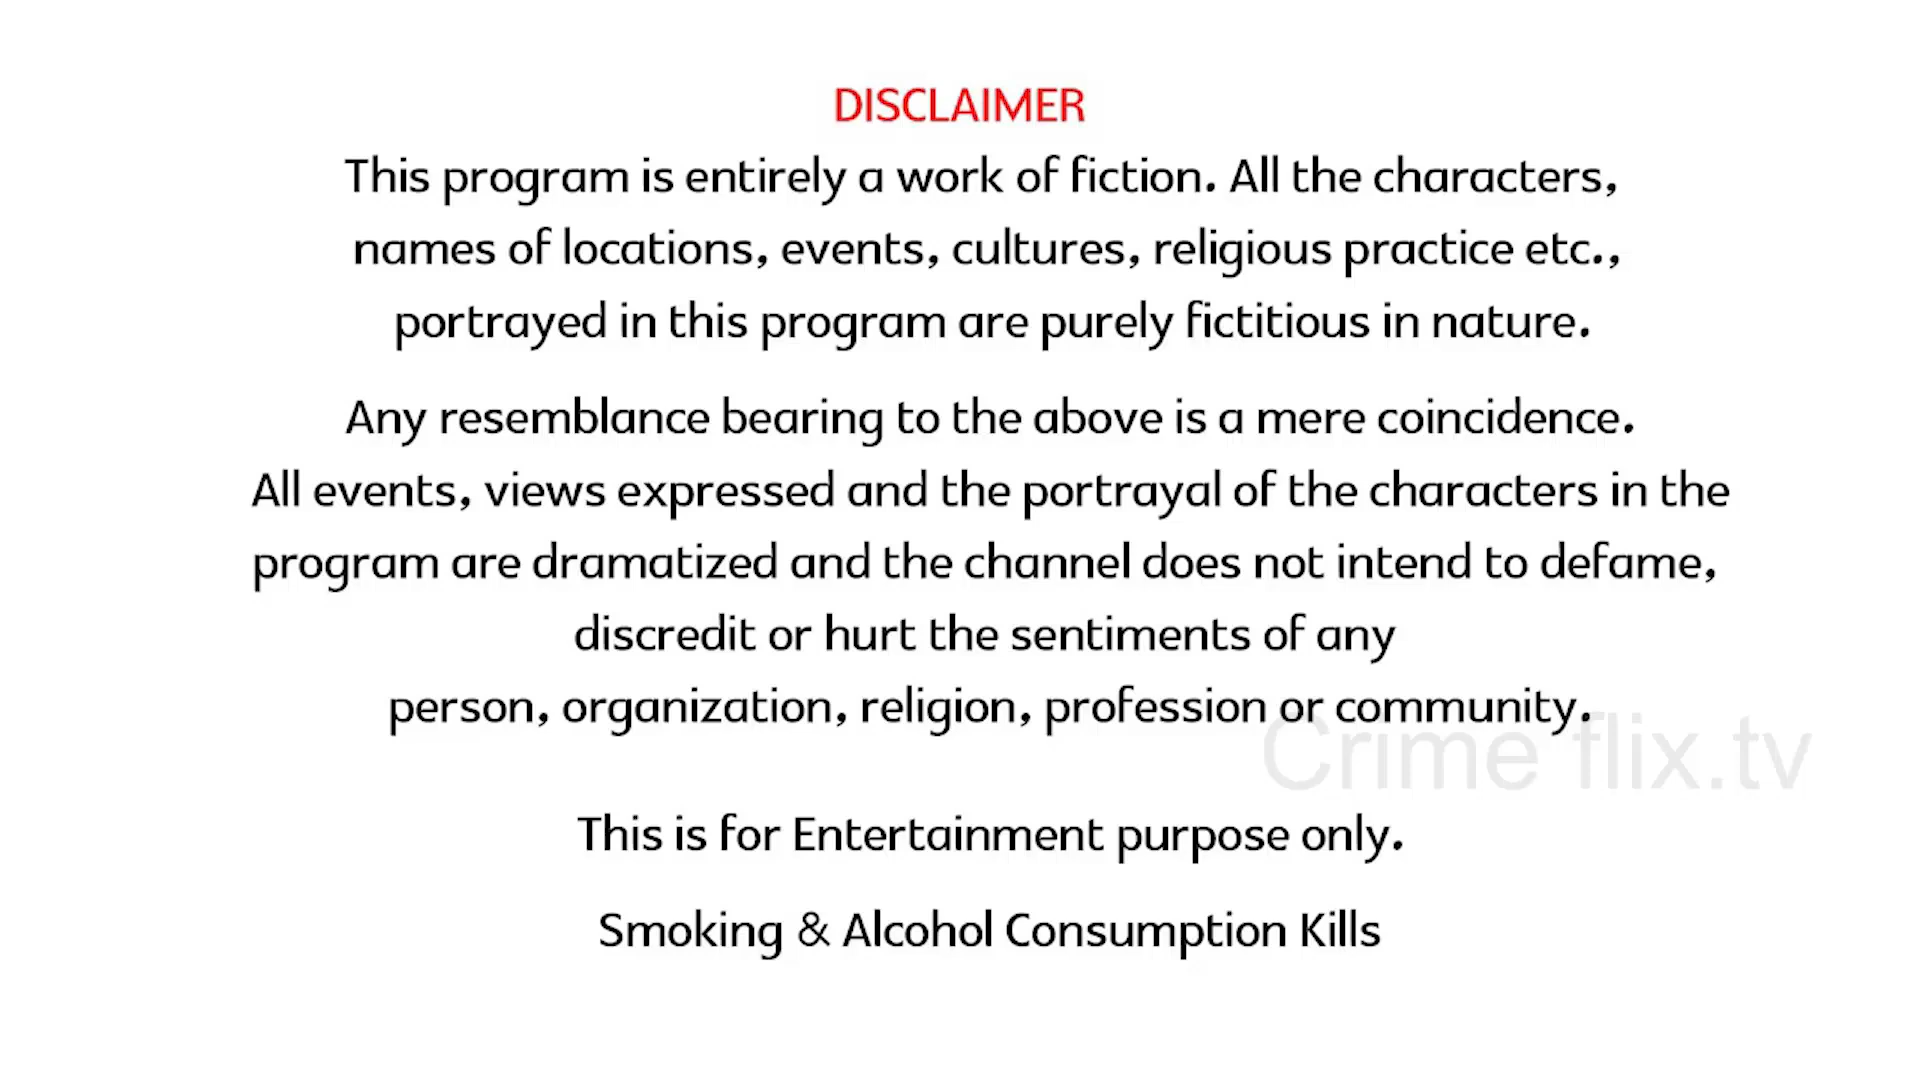 DISCLAIMER
This program is entirely a work of fiction. All the characters,
names of locations, events, cultures, religious practice etc.,
portrayed in this program are purely fictitious in nature.
Any resemblance bearing to the above is a mere coincidence.
All events, views expressed and the portrayal of the characters in the
program are dramatized and the channel does not intend to defame,
discredit or hurt the sentiments of any
person, organization, religion, profession or community.
Crime flix.tv
This is for Entertainment purpose only.
Smoking & Alcohol Consumption Kills